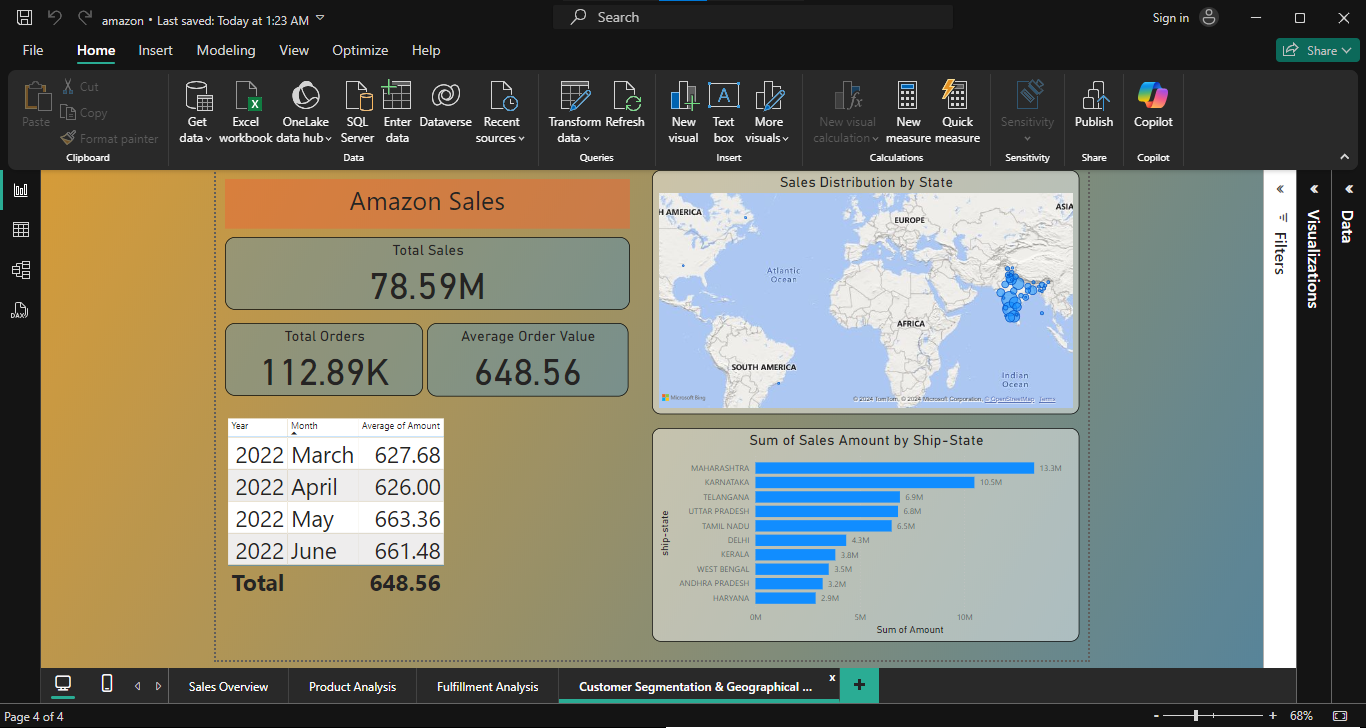 amazon • Last saved: Today at 1:23 AM
Search
Sign in
File Home Insert Modeling View Optimize Help
Share
Paste
Cut
Copy
Format painter
Clipboard
Get data
Excel workbook
OneLake data hub
SQL Server
Enter data
Dataverse
Recent sources
Data
Transform data
Refresh
Queries
New visual
Text box
More visuals
Insert
New visual calculation
New measure
Quick measure
Calculations
Sensitivity
Sensitivity
Publish
Share
Copilot
Copilot
Amazon Sales
Total Sales
78.59M
Total Orders
112.89K
Average Order Value
648.56
Year Month Average of Amount
2022 March 627.68
2022 April 626.00
2022 May 663.36
2022 June 661.48
Total 648.56
Sales Distribution by State
H AMERICA
EUROPE
ASIA
Atlantic
Ocean
AFRICA
SOUTH AMERICA
Indian
Ocean
Microsoft Bing
© 2024 TomTom, © 2024 Microsoft Corporation, © OpenStreetMap Terms
Sum of Sales Amount by Ship-State
ship-state
MAHARASHTRA 13.3M
KARNATAKA 10.5M
TELANGANA 6.9M
UTTAR PRADESH 6.8M
TAMIL NADU 6.5M
DELHI 4.3M
KERALA 3.8M
WEST BENGAL 3.5M
ANDHRA PRADESH 3.2M
HARYANA 2.9M
0M 5M 10M
Sum of Amount
Filters
Visualizations
Data
DAX
Sales Overview
Product Analysis
Fulfillment Analysis
Customer Segmentation & Geographical ...
x
+
Page 4 of 4
- + 68%